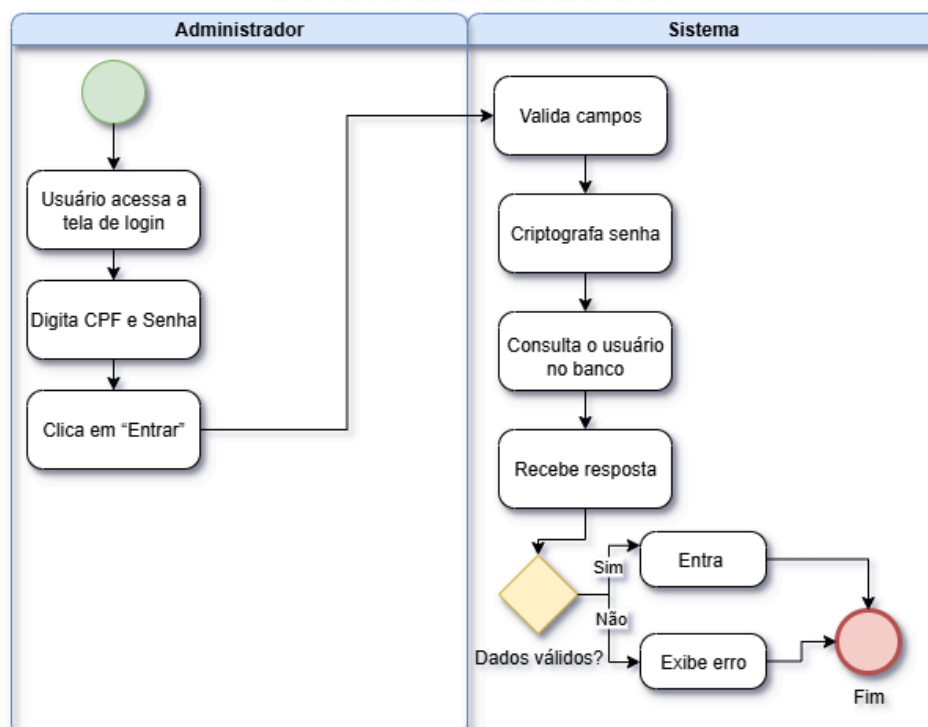 Administrador
Sistema
Usuário acessa a
tela de login
Digita CPF e Senha
Clica em “Entrar”
Valida campos
Criptografa senha
Consulta o usuário
no banco
Recebe resposta
Dados válidos?
Sim
Não
Entra
Exibe erro
Fim